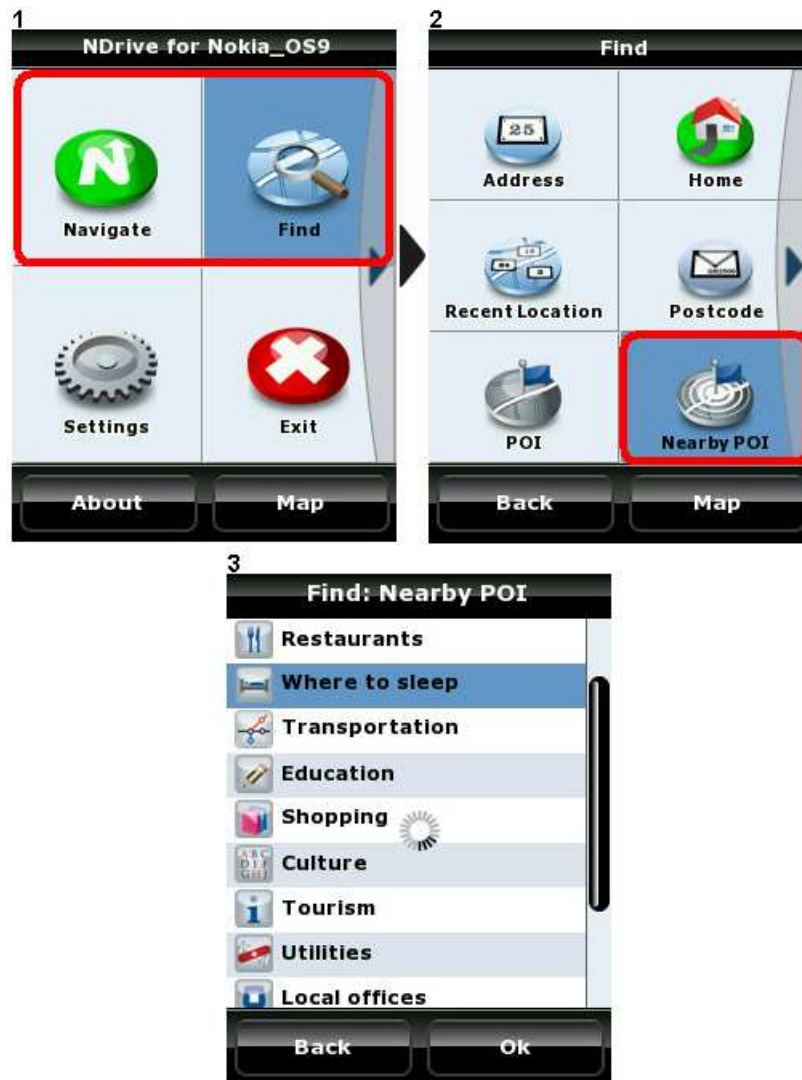 1
NDrive for Nokia_OS9
Navigate
Find
Settings
Exit
About
Map
2
Find
25
Address
Home
Recent Location
Postcode
POI
Nearby POI
Back
Map
3
Find: Nearby POI
Restaurants
Where to sleep
Transportation
Education
Shopping
Culture
Tourism
Utilities
Local offices
Back
Ok